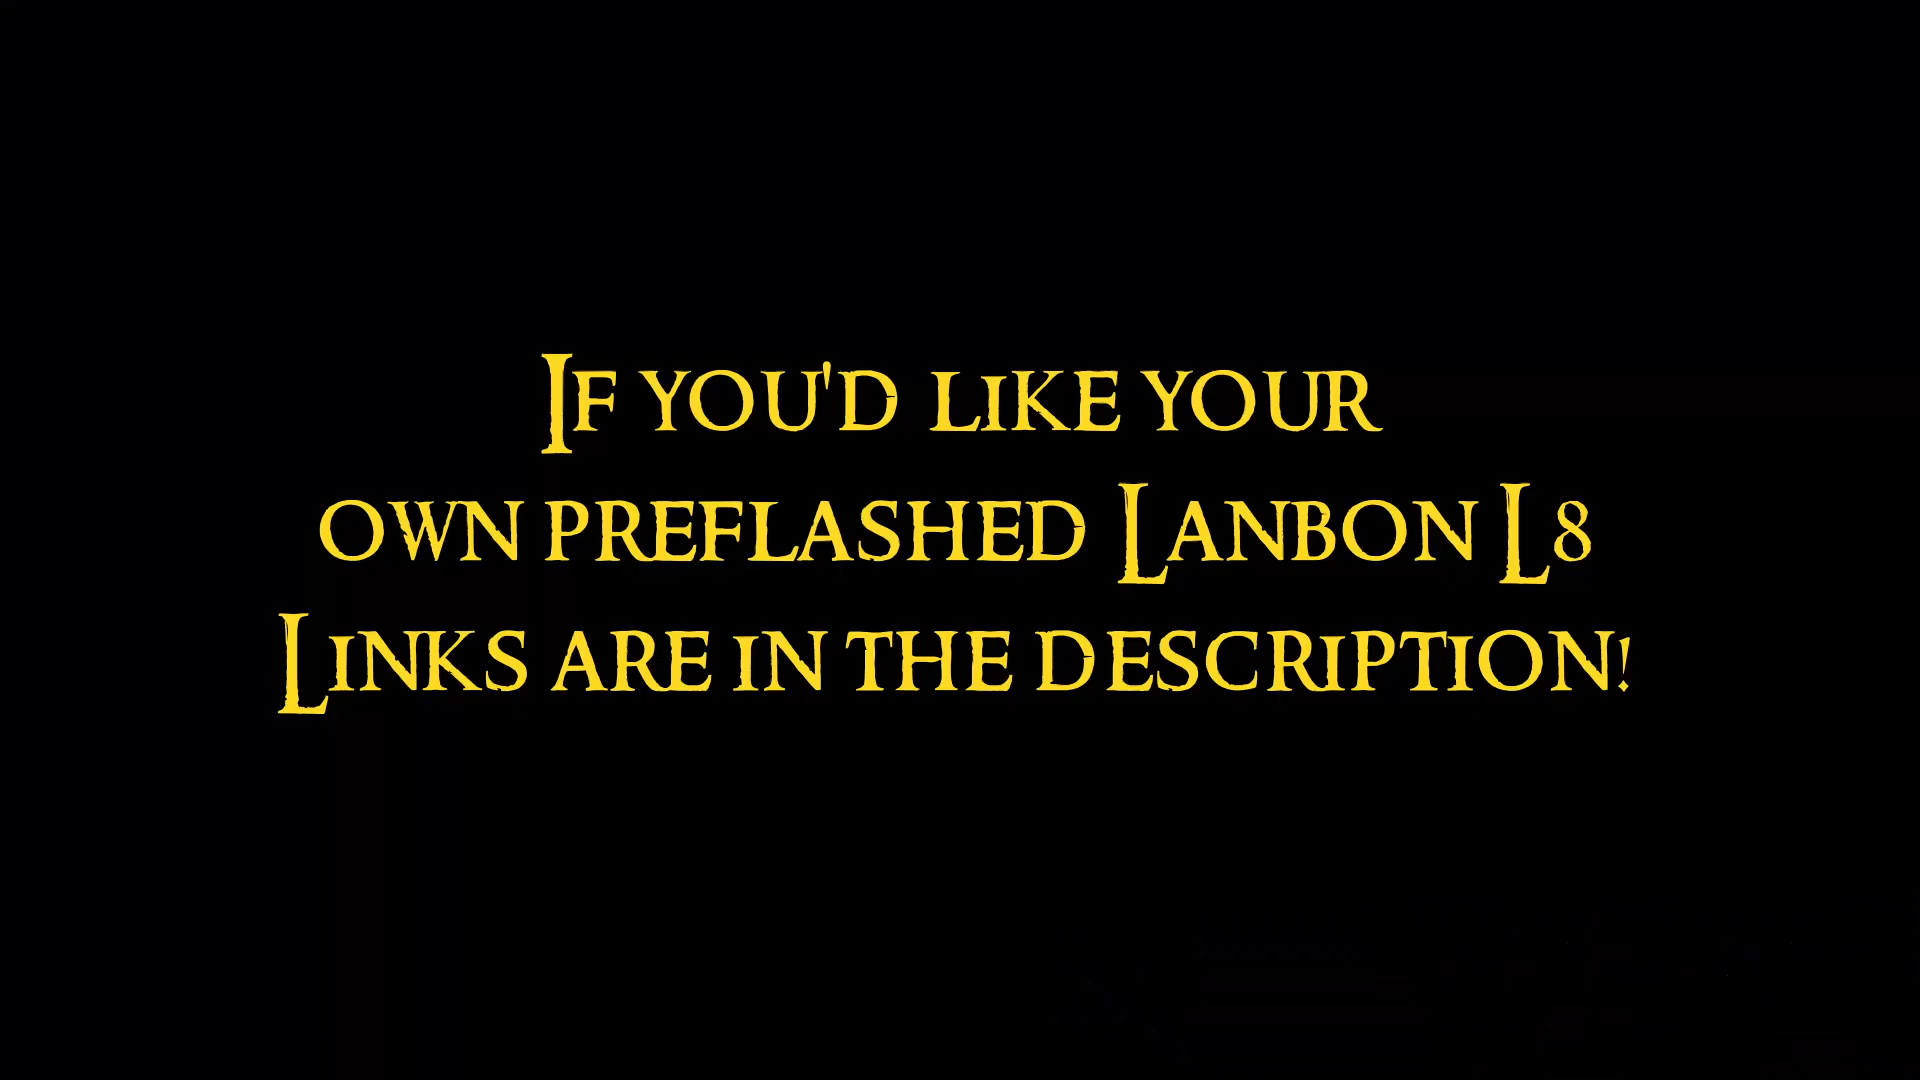 If you'd like your
own preflashed Lanbon L8
Links are in the description!